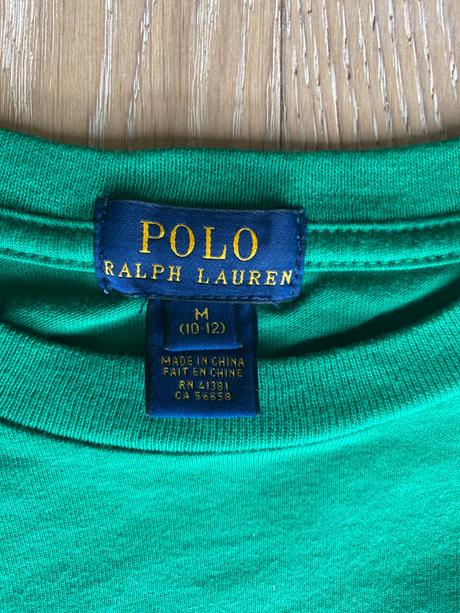 POLO
RALPH LAUREN
M
(10-12)
MADE IN CHINA
FAIT EN CHINE
RN 41381
CA 56658